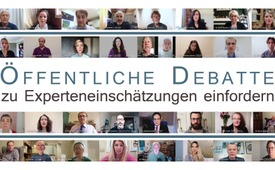 ÖFFENTLICHE DEBATTE
zu Experteneinschätzungen einfordern